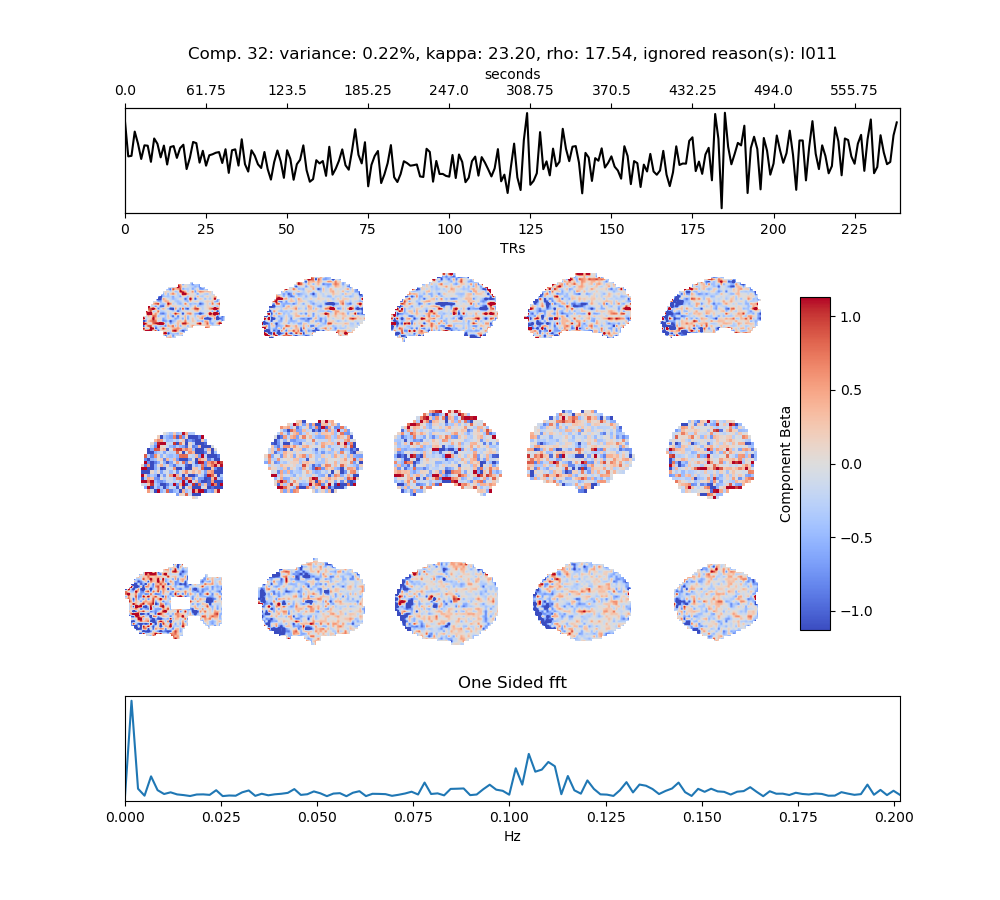 Comp. 32: variance: 0.22%, kappa: 23.20, rho: 17.54, ignored reason(s): I011
seconds
0.0 61.75 123.5 185.25 247.0 308.75 370.5 432.25 494.0 555.75
0 25 50 75 100 125 150 175 200 225
TRs
1.0
0.5
0.0
−0.5
−1.0
Component Beta
One Sided fft
0.000 0.025 0.050 0.075 0.100 0.125 0.150 0.175 0.200
Hz